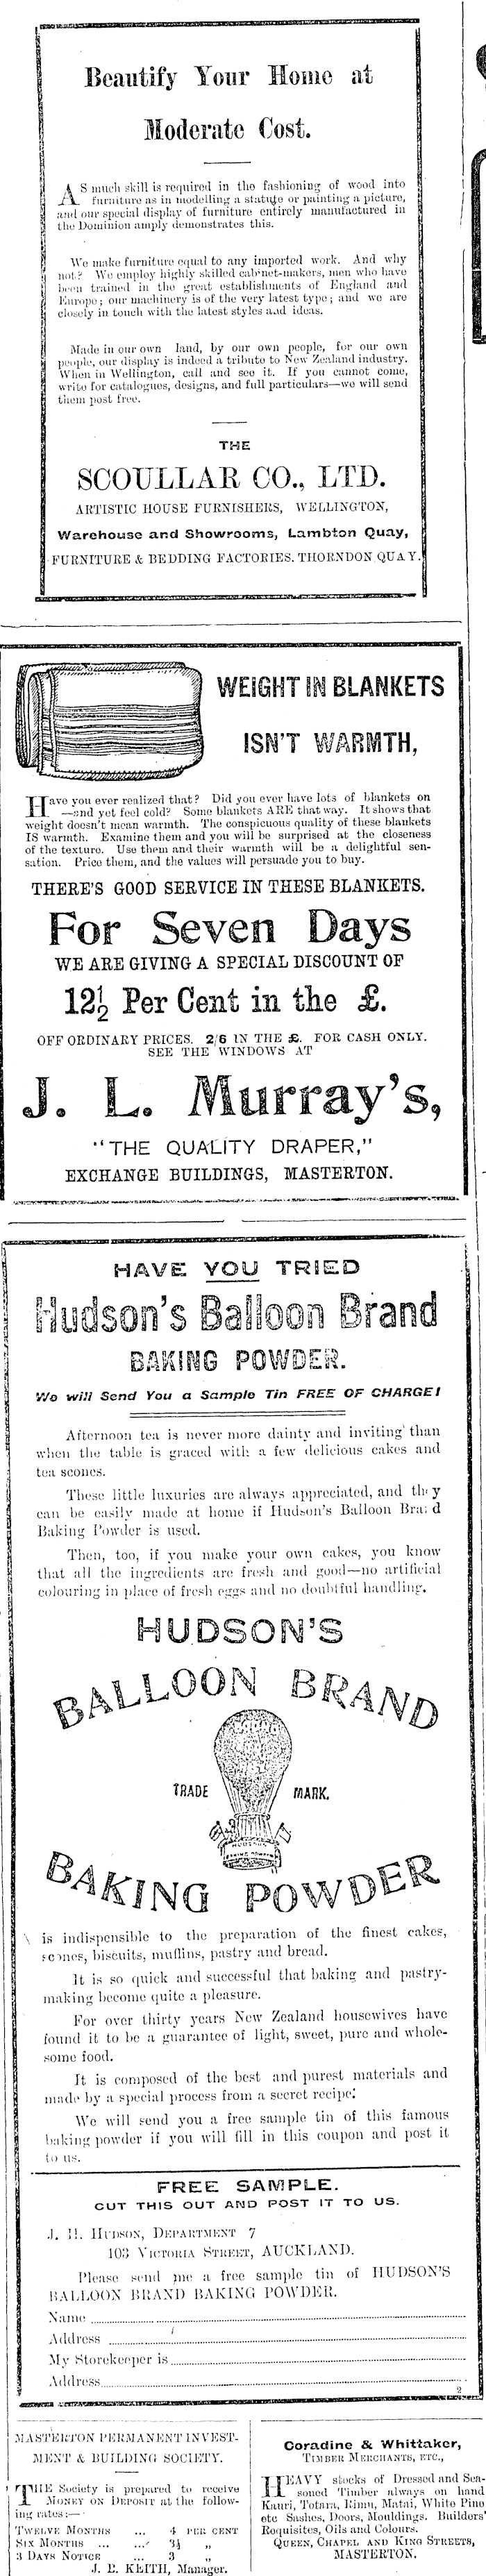 Beautify Your Home at
Moderate Cost.
AS much skill is required in the fashioning of wood into
furniture as in modelling a statute or painting a picture,
and our special display of furniture entirely manufactured in
the Dominion amply demonstrates this.
We make furniture equal to any imported work. And why
not? We employ highly skilled cabinet-makers, men who have
been trained in the great establishments of England and
Europe; our machinery is of the very latest type; and we are
closely in touch with the latest styles and ideas.
Made in our own land, by our own people, for our own
people, our display is indeed a tribute to New Zealand industry.
When in Wellington, call and see it. If you cannot come,
write for catalogues, designs, and full particulars—we will send
them post free.
THE
SCOULLAR CO., LTD.
ARTISTIC HOUSE FURNISHERS, WELLINGTON,
Warehouse and Showrooms, Lambton Quay,
FURNITURE & BEDDING FACTORIES. THORNDON QUAY.
WEIGHT IN BLANKETS
ISN'T WARMTH,
Have you ever realized that? Did you ever have lots of blankets on
—and yet feel cold? Some blankets ARE that way. It shows that
weight doesn't mean warmth. The conspicuous quality of these blankets
IS warmth. Examine them and you will be surprised at the closeness
of the texture. Use them and their warmth will be a delightful sen-
sation. Price them, and the values will persuade you to buy.
THERE'S GOOD SERVICE IN THESE BLANKETS.
For Seven Days
WE ARE GIVING A SPECIAL DISCOUNT OF
12½ Per Cent in the £.
OFF ORDINARY PRICES. 2/6 IN THE £. FOR CASH ONLY.
SEE THE WINDOWS AT
J. L. Murray's,
"THE QUALITY DRAPER,"
EXCHANGE BUILDINGS, MASTERTON.
HAVE YOU TRIED
Hudson's Balloon Brand
BAKING POWDER.
We will Send You a Sample Tin FREE OF CHARGE!
Afternoon tea is never more dainty and inviting than
when the table is graced with a few delicious cakes and
tea scones.
These little luxuries are always appreciated, and they
can be easily made at home if Hudson's Balloon Brand
Baking Powder is used.
Then, too, if you make your own cakes, you know
that all the ingredients are fresh and good—no artificial
colouring in place of fresh eggs and no doubtful handling.
HUDSON'S
BALLOON BRAND
TRADE MARK.
HUDSONS
BAKING POWDER
BAKING POWDER
is indispensible to the preparation of the finest cakes,
scones, biscuits, muffins, pastry and bread.
It is so quick and successful that baking and pastry-
making become quite a pleasure.
For over thirty years New Zealand housewives have
found it to be a guarantee of light, sweet, pure and whole-
some food.
It is composed of the best and purest materials and
made by a special process from a secret recipe.
We will send you a free sample tin of this famous
baking powder if you will fill in this coupon and post it
to us.
FREE SAMPLE.
CUT THIS OUT AND POST IT TO US.
J. H. HUDSON, DEPARTMENT 7
103 VICTORIA STREET, AUCKLAND.
Please send me a free sample tin of HUDSON'S
BALLOON BRAND BAKING POWDER.
Name
Address
My Storekeeper is
Address
2
MASTERTON PERMANENT INVEST-
MENT & BUILDING SOCIETY.
THE Society is prepared to receive
MONEY ON DEPOSIT at the follow-
ing rates:—
TWELVE MONTHS ... 4 PER CENT
SIX MONTHS ... ... 3½ „
3 DAYS NOTICE ... 3 „
J. E. KEITH, Manager.
Coradine & Whittaker,
TIMBER MERCHANTS, ETC.,
HEAVY stocks of Dressed and Sea-
soned Timber always on hand
Kauri, Totara, Rimu, Matai, White Pine
etc Sashes, Doors, Mouldings. Builders'
Requisites, Oils and Colours.
QUEEN, CHAPEL AND KING STREETS,
MASTERTON.